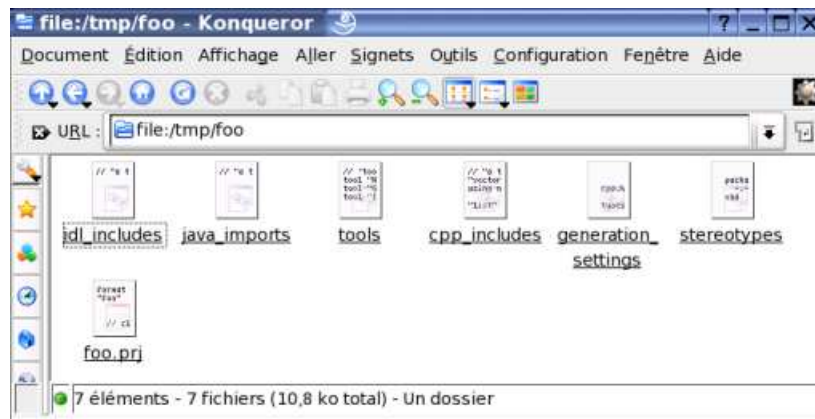 file:/tmp/foo - Konqueror
Document Édition Affichage Aller Signets Outils Configuration Fenêtre Aide
URL : file:/tmp/foo
idl_includes java_imports tools cpp_includes generation_ stereotypes
settings
foo.prj
7 éléments - 7 fichiers (10,8 ko total) - Un dossier